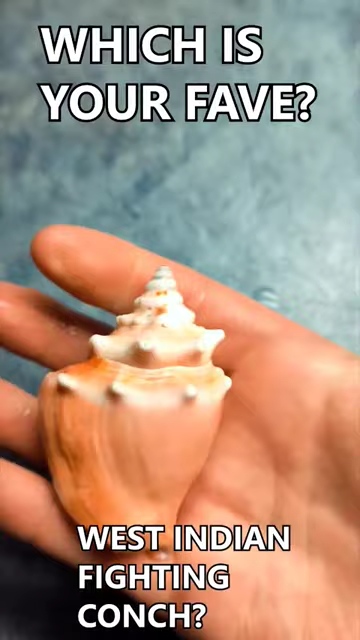 WHICH IS
YOUR FAVE?
WEST INDIAN
FIGHTING
CONCH?